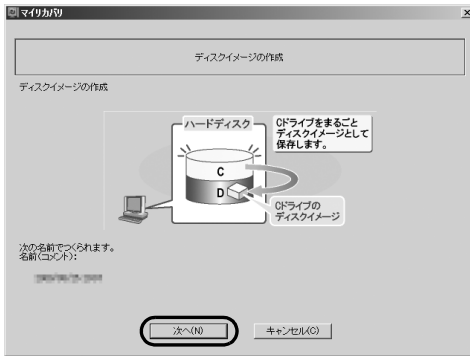 マイリカバリ
ディスクイメージの作成
ディスクイメージの作成
ハードディスク
Cドライブをまるごと
ディスクイメージとして
保存します。
C
D
Cドライブの
ディスクイメージ
次の名前でつくられます。
名前(コメント):
次へ(N)
キャンセル(C)